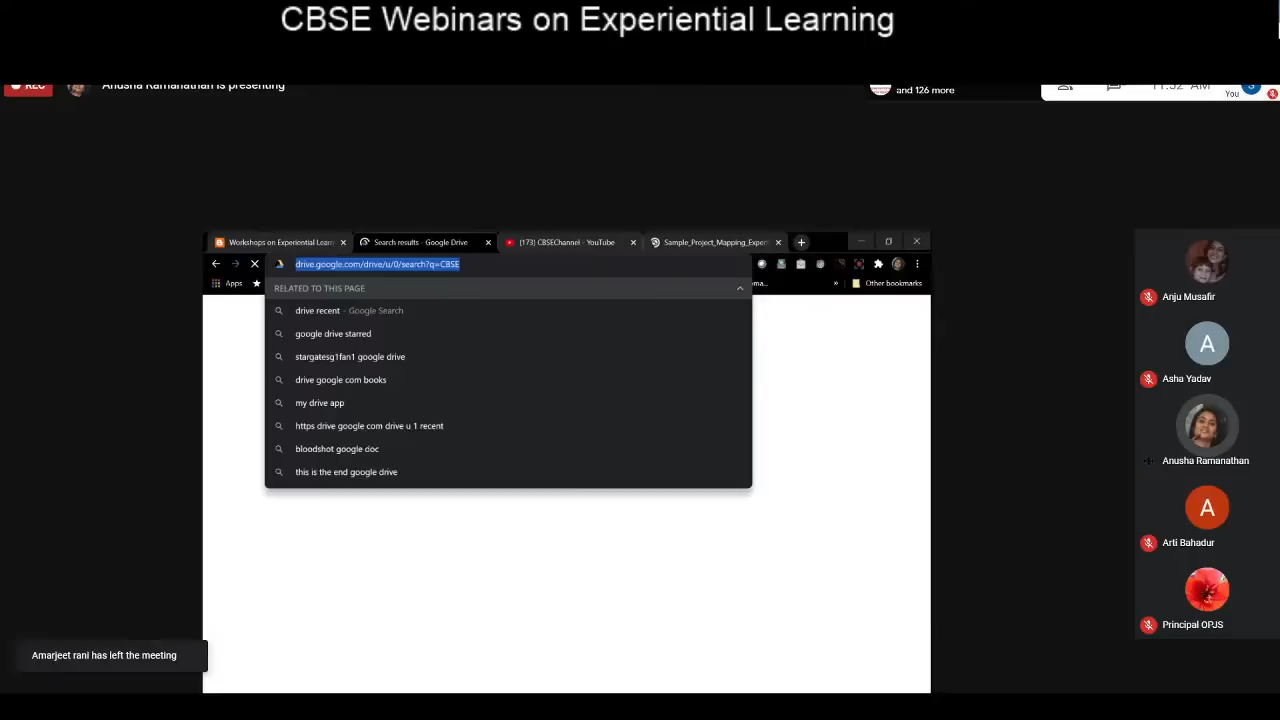 CBSE Webinars on Experiential Learning
REC
Anusha Ramanathan is presenting
and 126 more
11:52 AM
You
Workshops on Experiential Learn
Search results - Google Drive
(173) CBSEChannel - YouTube
Sample_Project_Mapping_Experi
drive.google.com/drive/u/0/search?q=CBSE
Apps
Other bookmarks
RELATED TO THIS PAGE
drive recent - Google Search
google drive starred
stargatesg1fan1 google drive
drive google com books
my drive app
https drive google com drive u 1 recent
bloodshot google doc
this is the end google drive
Anju Musafir
A
Asha Yadav
Anusha Ramanathan
A
Arti Bahadur
Principal OPJS
Amarjeet rani has left the meeting